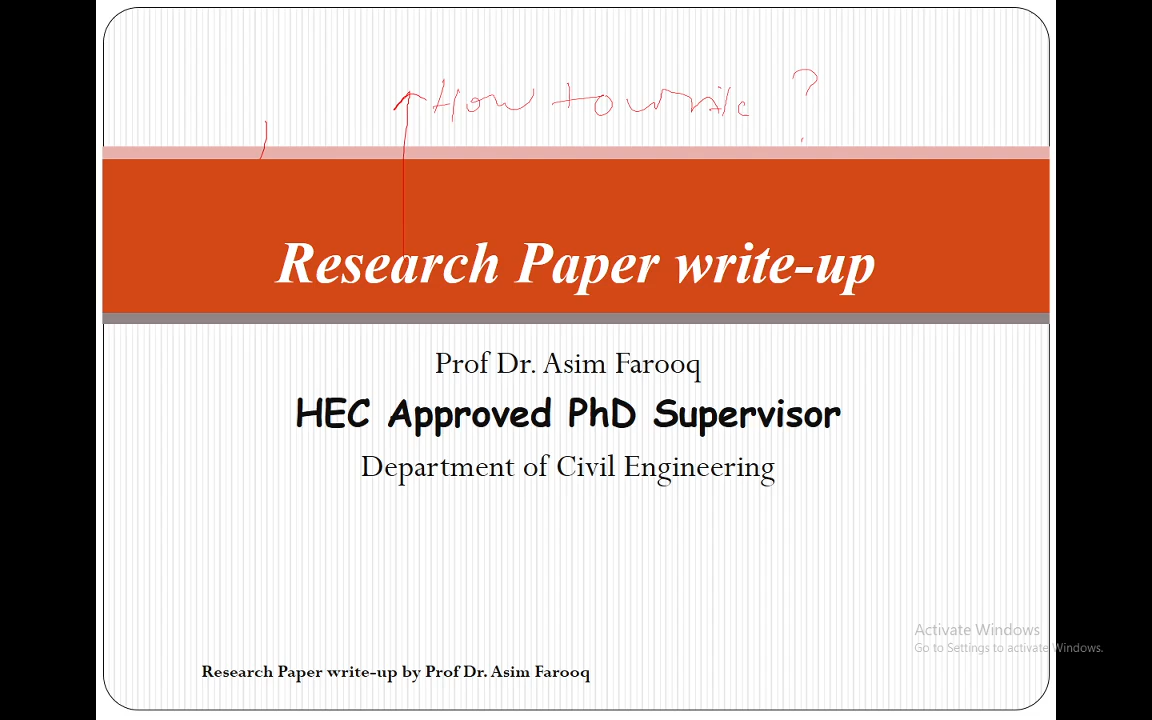 How to write ?
Research Paper write-up
Prof Dr. Asim Farooq
HEC Approved PhD Supervisor
Department of Civil Engineering
Activate Windows
Go to Settings to activate Windows.
Research Paper write-up by Prof Dr. Asim Farooq